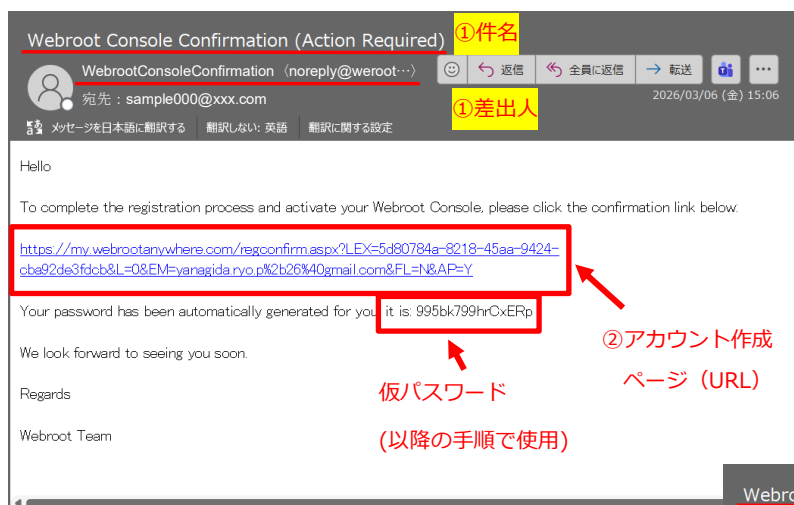 Webroot Console Confirmation (Action Required)
①件名
WebrootConsoleConfirmation〈noreply@weroot…〉
返信
全員に返信
転送
宛先：sample000@xxx.com
①差出人
2026/03/06 (金) 15:06
メッセージを日本語に翻訳する
翻訳しない: 英語
翻訳に関する設定
Hello
To complete the registration process and activate your Webroot Console, please click the confirmation link below:
https://my.webrootanywhere.com/regconfirm.aspx?LEX=5d80784a-8218-45aa-9424-
cba92de3fdcb&L=0&EM=yanagida.ryo.p%2b26%40gmail.com&FL=N&AP=Y
Your password has been automatically generated for you, it is: 995bk799hrCxERp
We look forward to seeing you soon.
②アカウント作成
ページ（URL）
Regards
仮パスワード
(以降の手順で使用)
Webroot Team
Webro